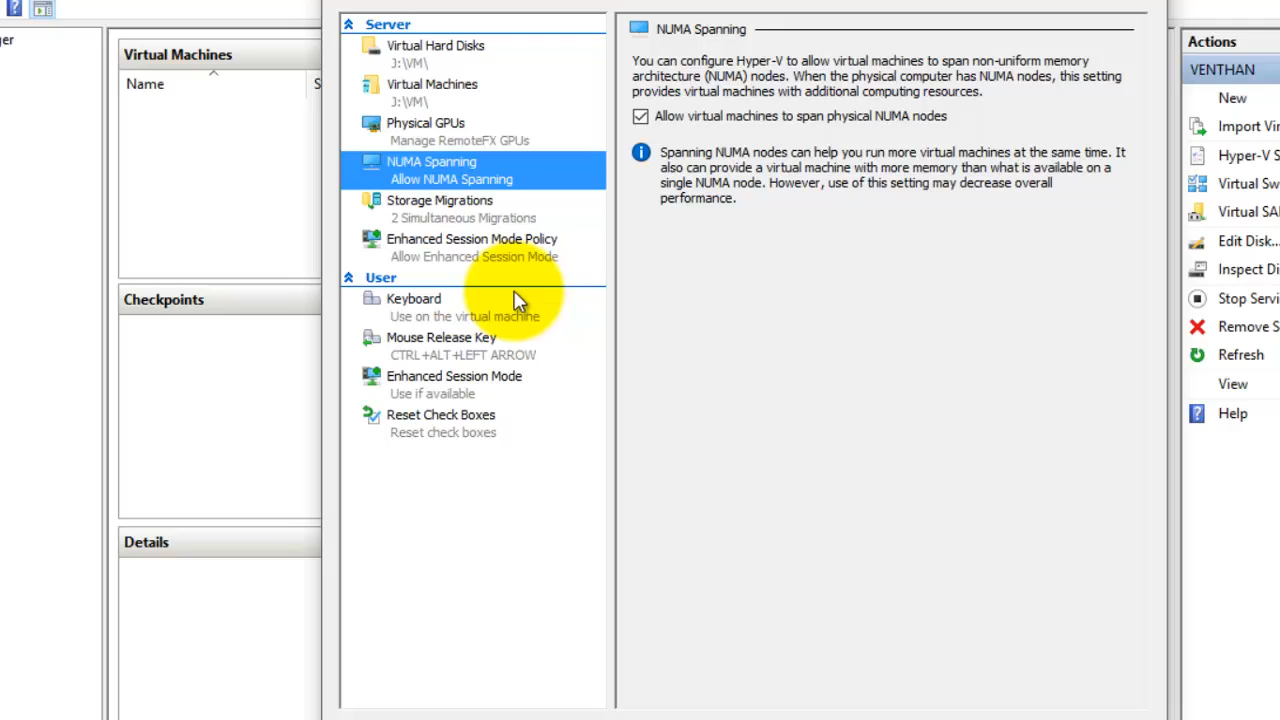 ger
Virtual Machines
Name
S
Checkpoints
Details
Server
Virtual Hard Disks
J:\VM\
Virtual Machines
J:\VM\
Physical GPUs
Manage RemoteFX GPUs
NUMA Spanning
Allow NUMA Spanning
Storage Migrations
2 Simultaneous Migrations
Enhanced Session Mode Policy
Allow Enhanced Session Mode
User
Keyboard
Use on the virtual machine
Mouse Release Key
CTRL+ALT+LEFT ARROW
Enhanced Session Mode
Use if available
Reset Check Boxes
Reset check boxes
NUMA Spanning
You can configure Hyper-V to allow virtual machines to span non-uniform memory
architecture (NUMA) nodes. When the physical computer has NUMA nodes, this setting
provides virtual machines with additional computing resources.
Allow virtual machines to span physical NUMA nodes
Spanning NUMA nodes can help you run more virtual machines at the same time. It
also can provide a virtual machine with more memory than what is available on a
single NUMA node. However, use of this setting may decrease overall
performance.
Actions
VENTHAN
New
Import Vir
Hyper-V S
Virtual Sw
Virtual SA
Edit Disk...
Inspect Di
Stop Servi
Remove S
Refresh
View
Help